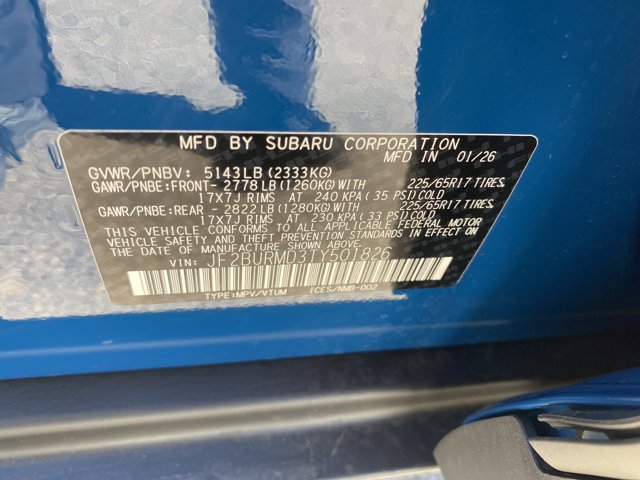 MFD BY SUBARU CORPORATION
MFD IN 01/26
GVWR/PNBV: 5143LB(2333KG)
GAWR/PNBE:FRONT- 2778LB(1260KG)WITH 225/65R17 TIRES,
17X7J RIMS AT 240 KPA(35 PSI)COLD
GAWR/PNBE:REAR - 2822LB(1280KG)WITH 225/65R17 TIRES,
17X7J RIMS AT 230 KPA(33 PSI)COLD
THIS VEHICLE CONFORMS TO ALL APPLICABLE FEDERAL MOTOR
VEHICLE SAFETY AND THEFT PREVENTION STANDARDS IN EFFECT
ON THE DATE OF MANUFACTURE SHOWN ABOVE.
VIN: JF2BURMD3TY501826
TYPE:MPV/VTUM ICES/NMB-002